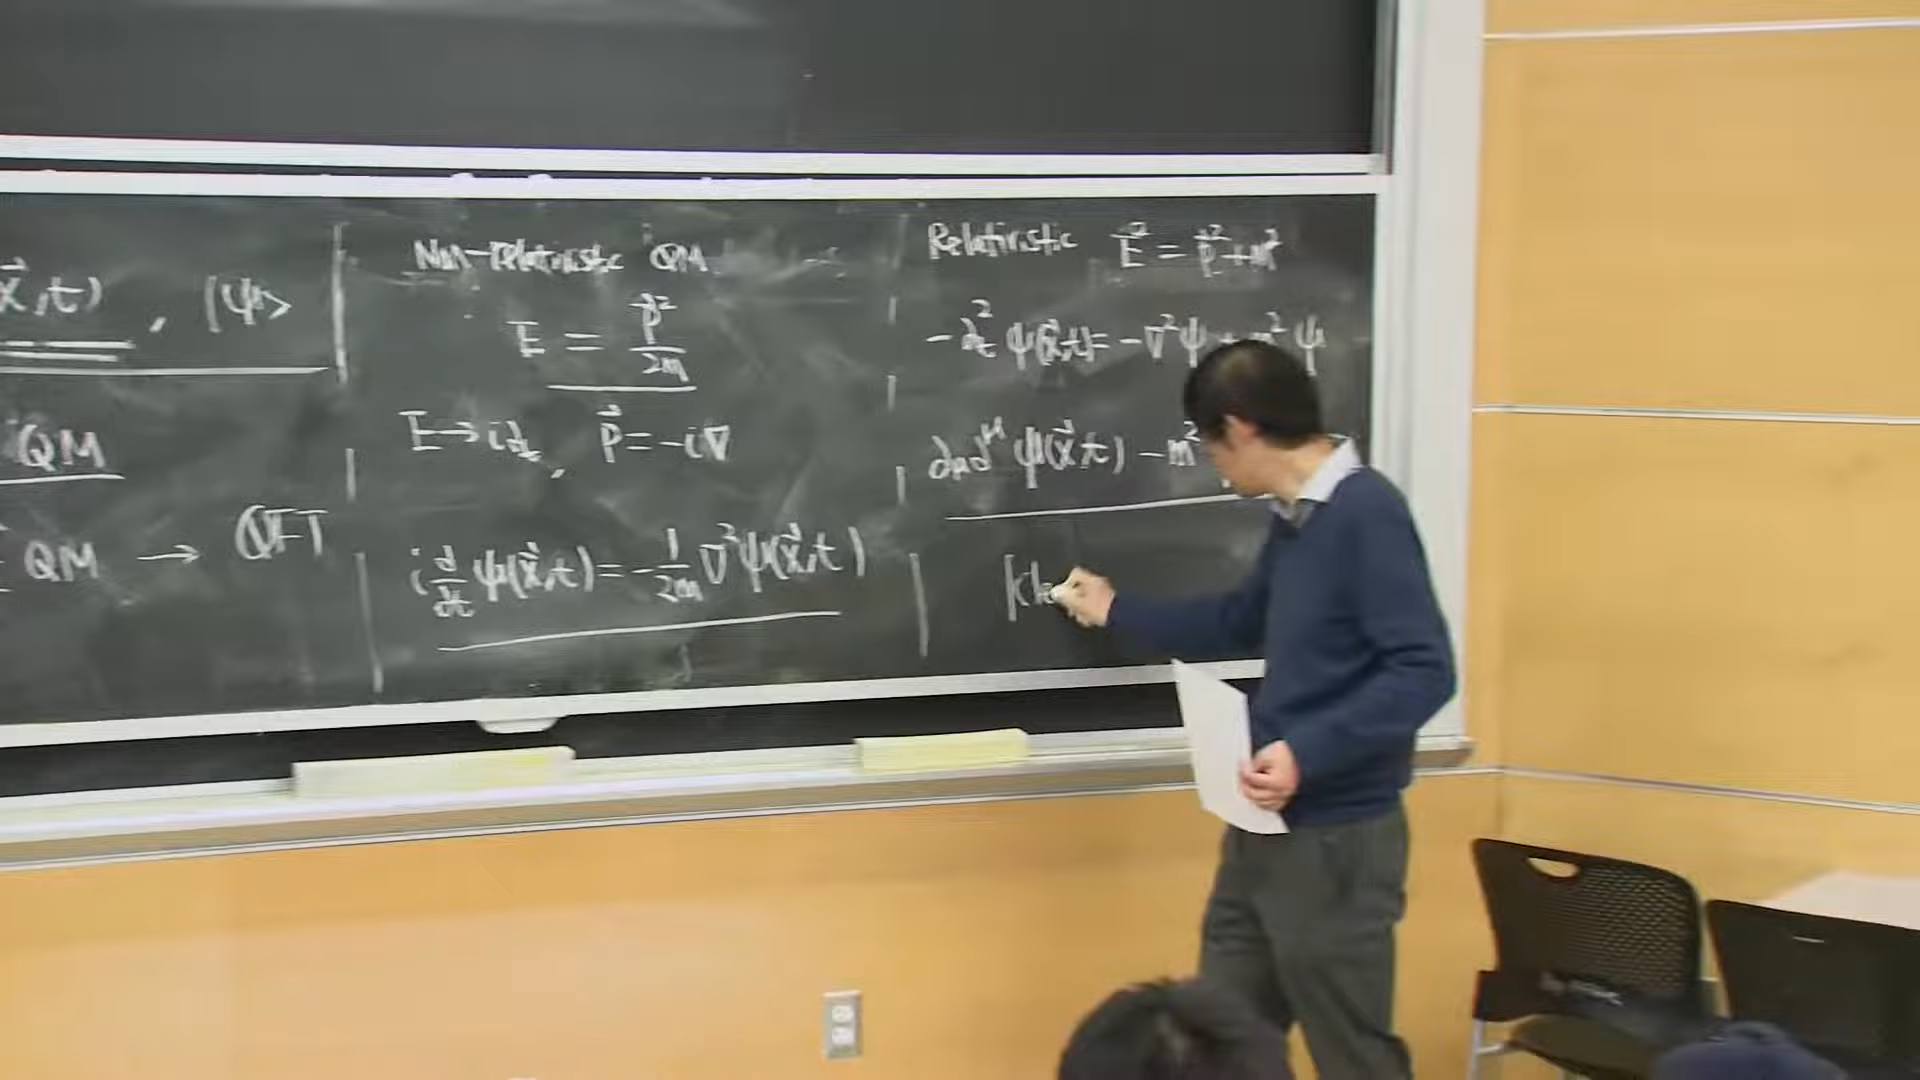 x⃗,t) , |ψ>
QM
QM → QFT
Non-relativistic QM
E = p⃗²/2m
E → i∂ₜ , p⃗ = -i∇
i d/dt ψ(x⃗,t) = - 1/2m ∇²ψ(x⃗,t)
Relativistic E² = p⃗²+m²
-∂ₜ² ψ(x⃗,t) = -∇²ψ + m² ψ
∂μ∂^μ ψ(x⃗,t) - m²
Kle